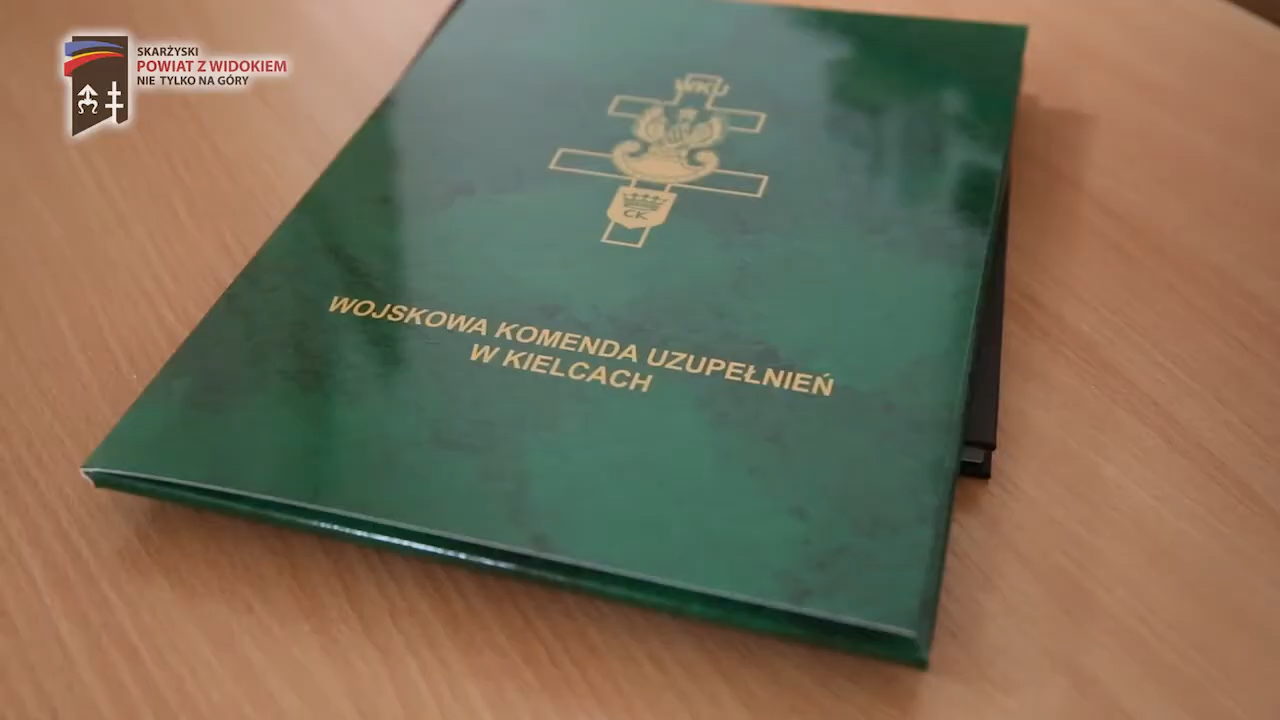 SKARŻYSKI
POWIAT Z WIDOKIEM
NIE TYLKO NA GÓRY
WKU
CK
WOJSKOWA KOMENDA UZUPEŁNIEŃ
W KIELCACH